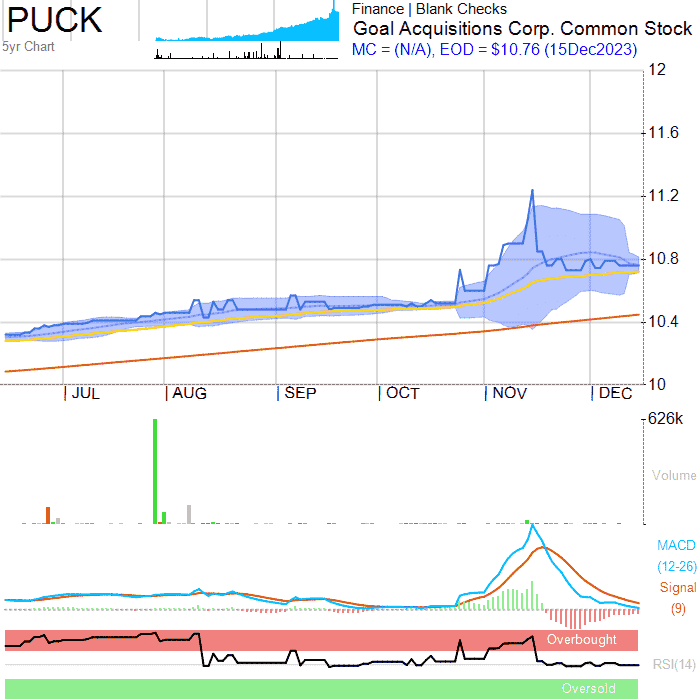 PUCK
5yr Chart
Finance | Blank Checks
Goal Acquisitions Corp. Common Stock
MC = (N/A), EOD = $10.76 (15Dec2023)
12
11.6
11.2
10.8
10.4
10
JUL
AUG
SEP
OCT
NOV
DEC
626k
Volume
MACD
(12-26)
Signal
(9)
Overbought
RSI(14)
Oversold